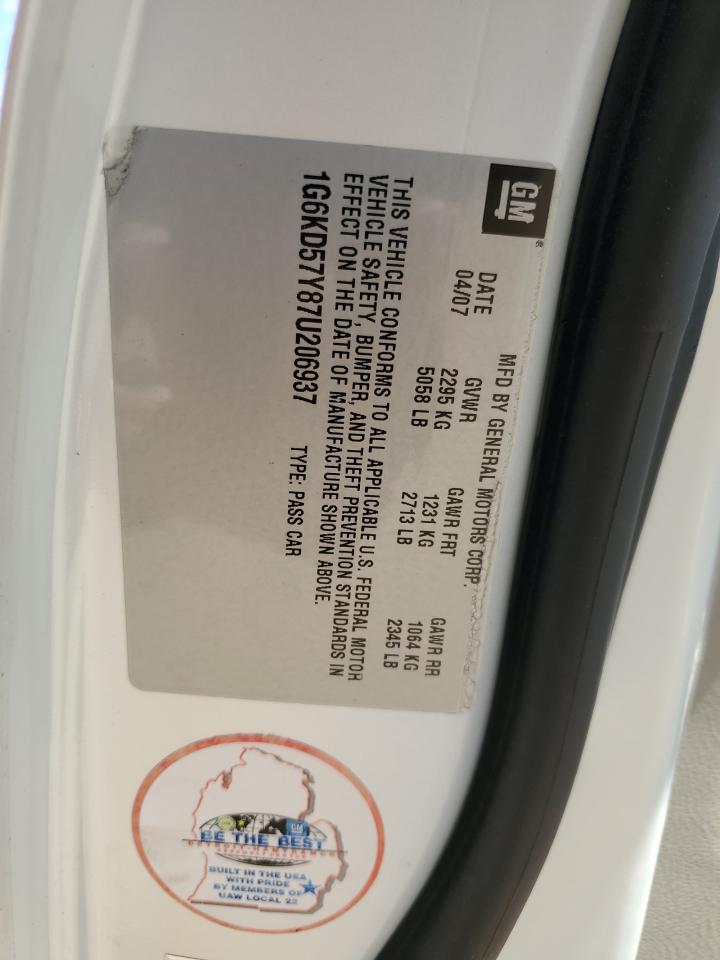 GM
MFD BY GENERAL MOTORS CORP.
DATE GVWR GAWR FRT GAWR RR
04/07 2295 KG 1231 KG 1064 KG
5058 LB 2713 LB 2345 LB
THIS VEHICLE CONFORMS TO ALL APPLICABLE U.S. FEDERAL MOTOR
VEHICLE SAFETY, BUMPER, AND THEFT PREVENTION STANDARDS IN
EFFECT ON THE DATE OF MANUFACTURE SHOWN ABOVE.
1G6KD57Y87U206937 TYPE: PASS CAR
GM
BE THE BEST
DETROIT-HAMTRAMCK
BUILT IN THE USA
WITH PRIDE
BY MEMBERS OF
UAW LOCAL 22